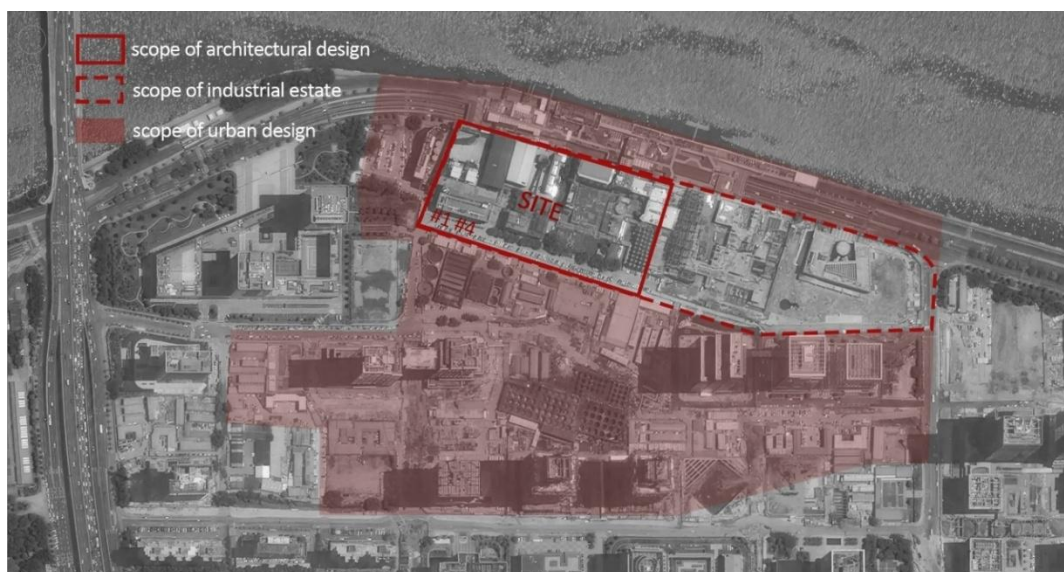 scope of architectural design
scope of industrial estate
scope of urban design
SITE
#1 #4